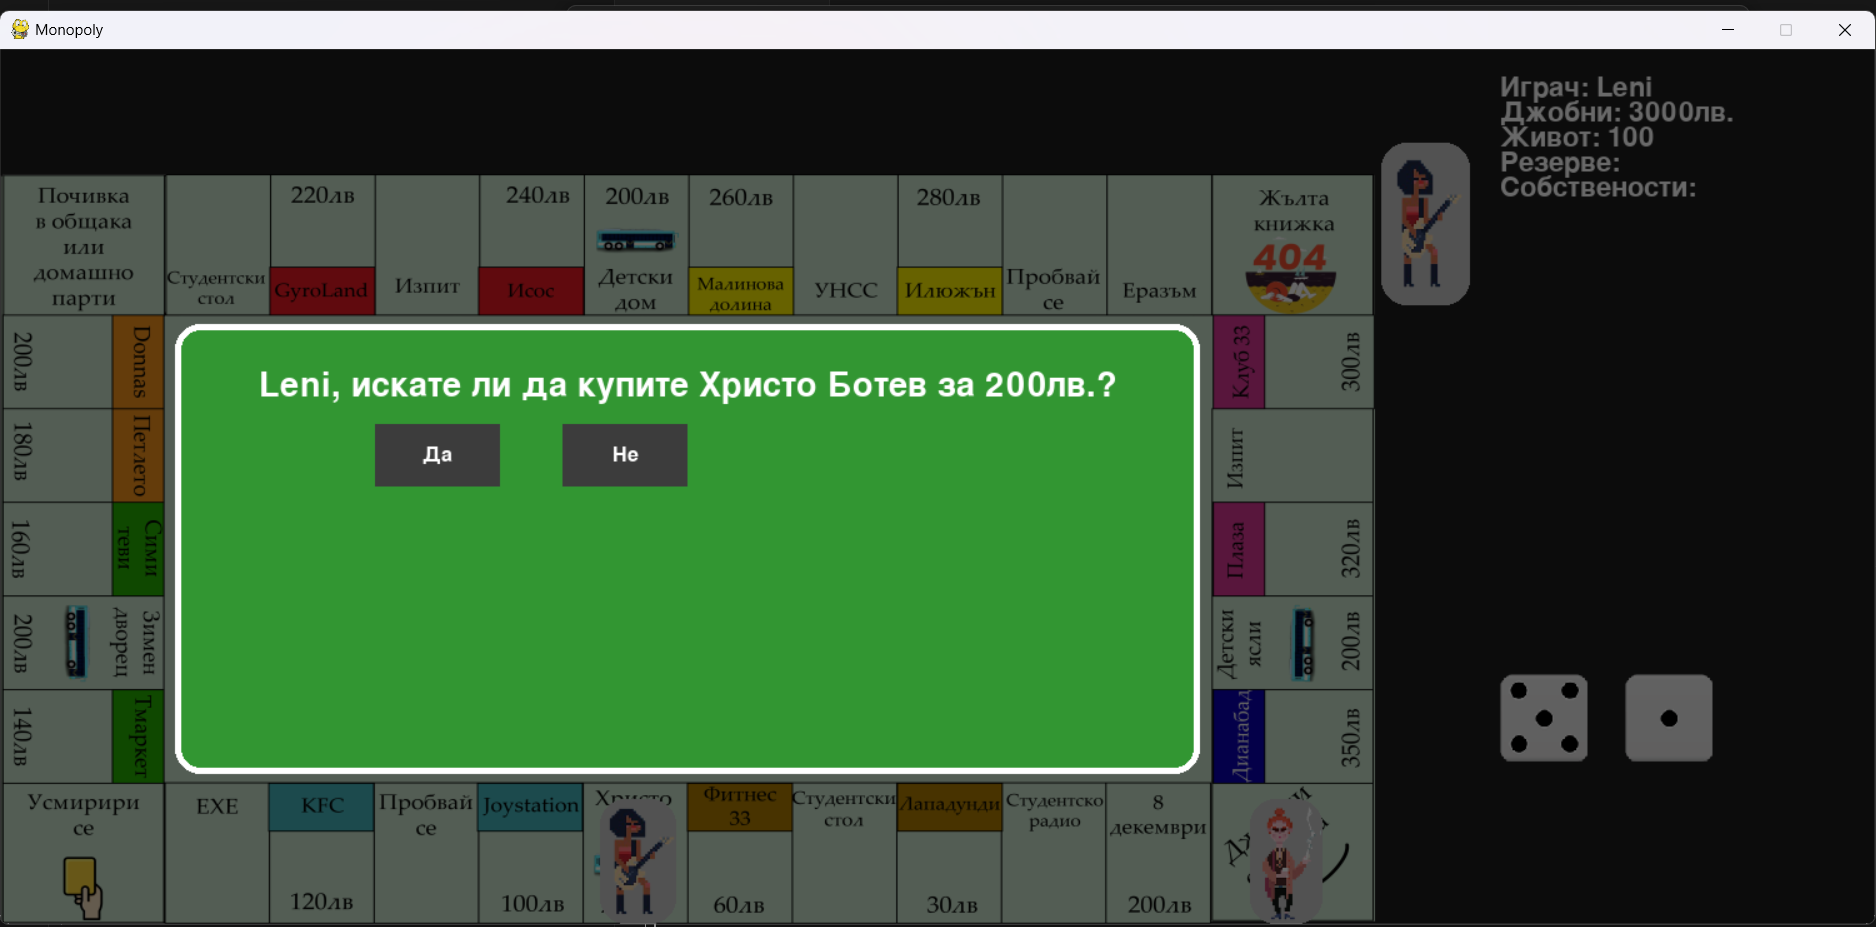 Monopoly
Играч: Leni
Джобни: 3000лв.
Живот: 100
Резерве:
Собствености:
Почивка
в общака
или
домашно
парти
Студентски
стол
220лв
GyroLand
Изпит
240лв
Исос
200лв
Детски
дом
260лв
Малинова
долина
УНСС
280лв
Илюжън
Пробвай
се
Еразъм
Жълта
книжка
404
200лв
Donnas
180лв
Петлето
160лв
Сими
теви
200лв
Зимен
дворец
140лв
Тмаркет
Leni, искате ли да купите Христо Ботев за 200лв.?
Да
Не
Клуб 33
300лв
Изпит
Плаза
320лв
Детски
ясли
200лв
Дианабад
350лв
Усмирири
се
EXE
KFC
120лв
Пробвай
се
Joystation
100лв
Христо
Фитнес
33
60лв
Студентски
стол
Лападунди
30лв
Студентско
радио
8
декември
200лв